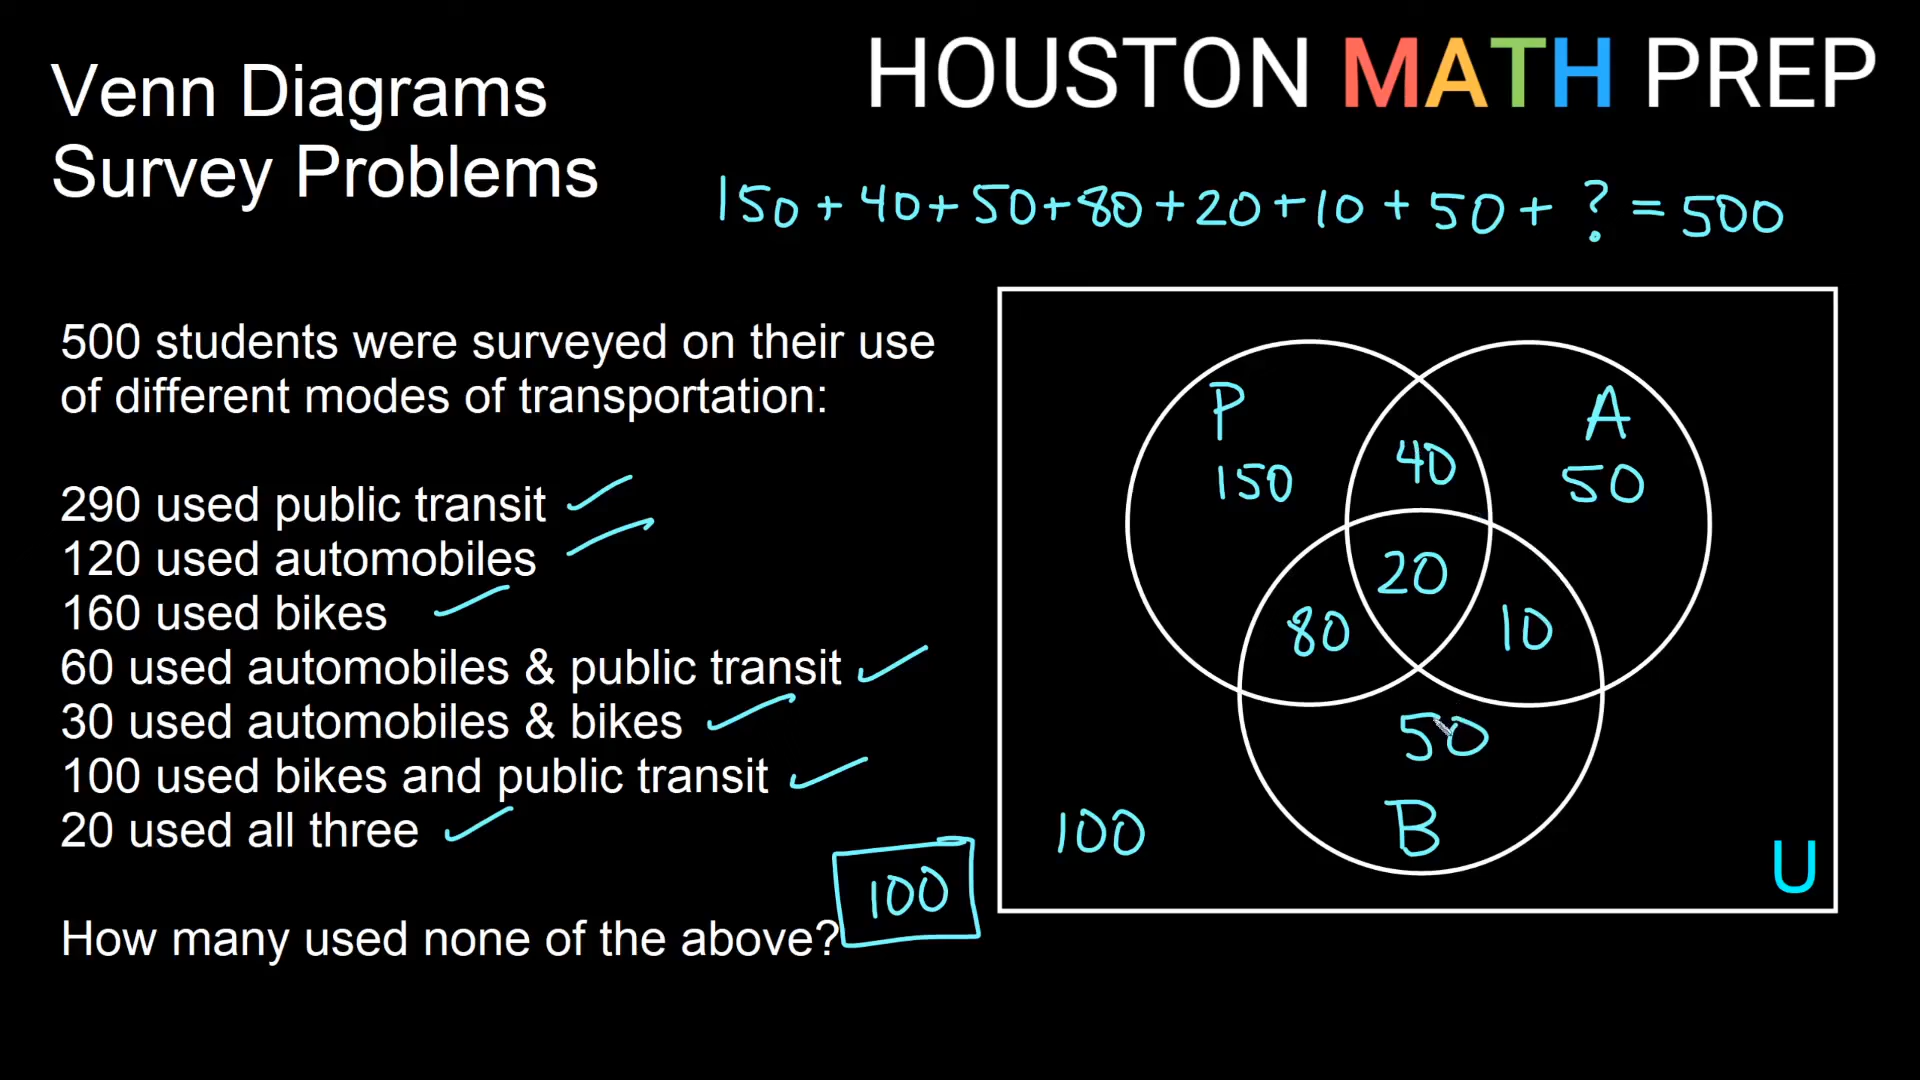 Venn Diagrams
Survey Problems
HOUSTON MATH PREP
150 + 40 + 50 + 80 + 20 + 10 + 50 + ? = 500
500 students were surveyed on their use
of different modes of transportation:
290 used public transit
120 used automobiles
160 used bikes
60 used automobiles & public transit
30 used automobiles & bikes
100 used bikes and public transit
20 used all three
How many used none of the above?
100
P
A
150
40
50
20
80
10
50
B
100
U